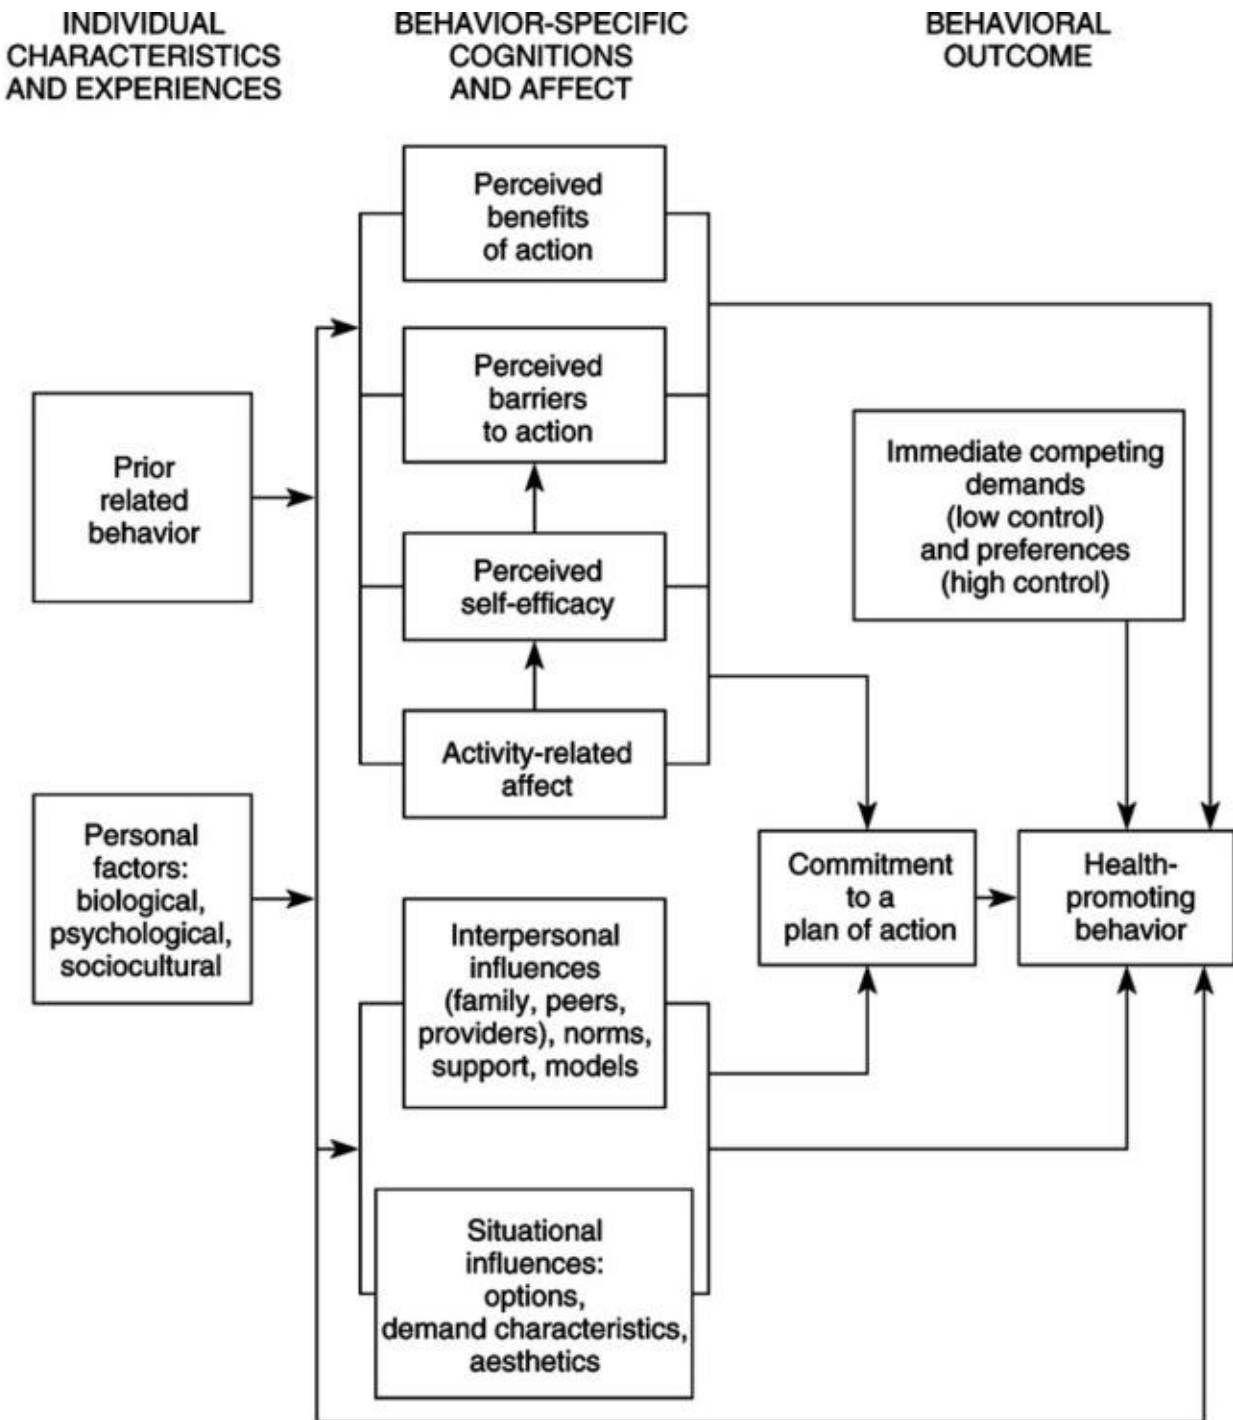 INDIVIDUAL
CHARACTERISTICS
AND EXPERIENCES
BEHAVIOR-SPECIFIC
COGNITIONS
AND AFFECT
BEHAVIORAL
OUTCOME
Perceived
benefits
of action
Perceived
barriers
to action
Prior
related
behavior
Immediate competing
demands
(low control)
and preferences
(high control)
Perceived
self-efficacy
Activity-related
affect
Personal
factors:
biological,
psychological,
sociocultural
Commitment
to a
plan of action
Health-
promoting
behavior
Interpersonal
influences
(family, peers,
providers), norms,
support, models
Situational
influences:
options,
demand characteristics,
aesthetics